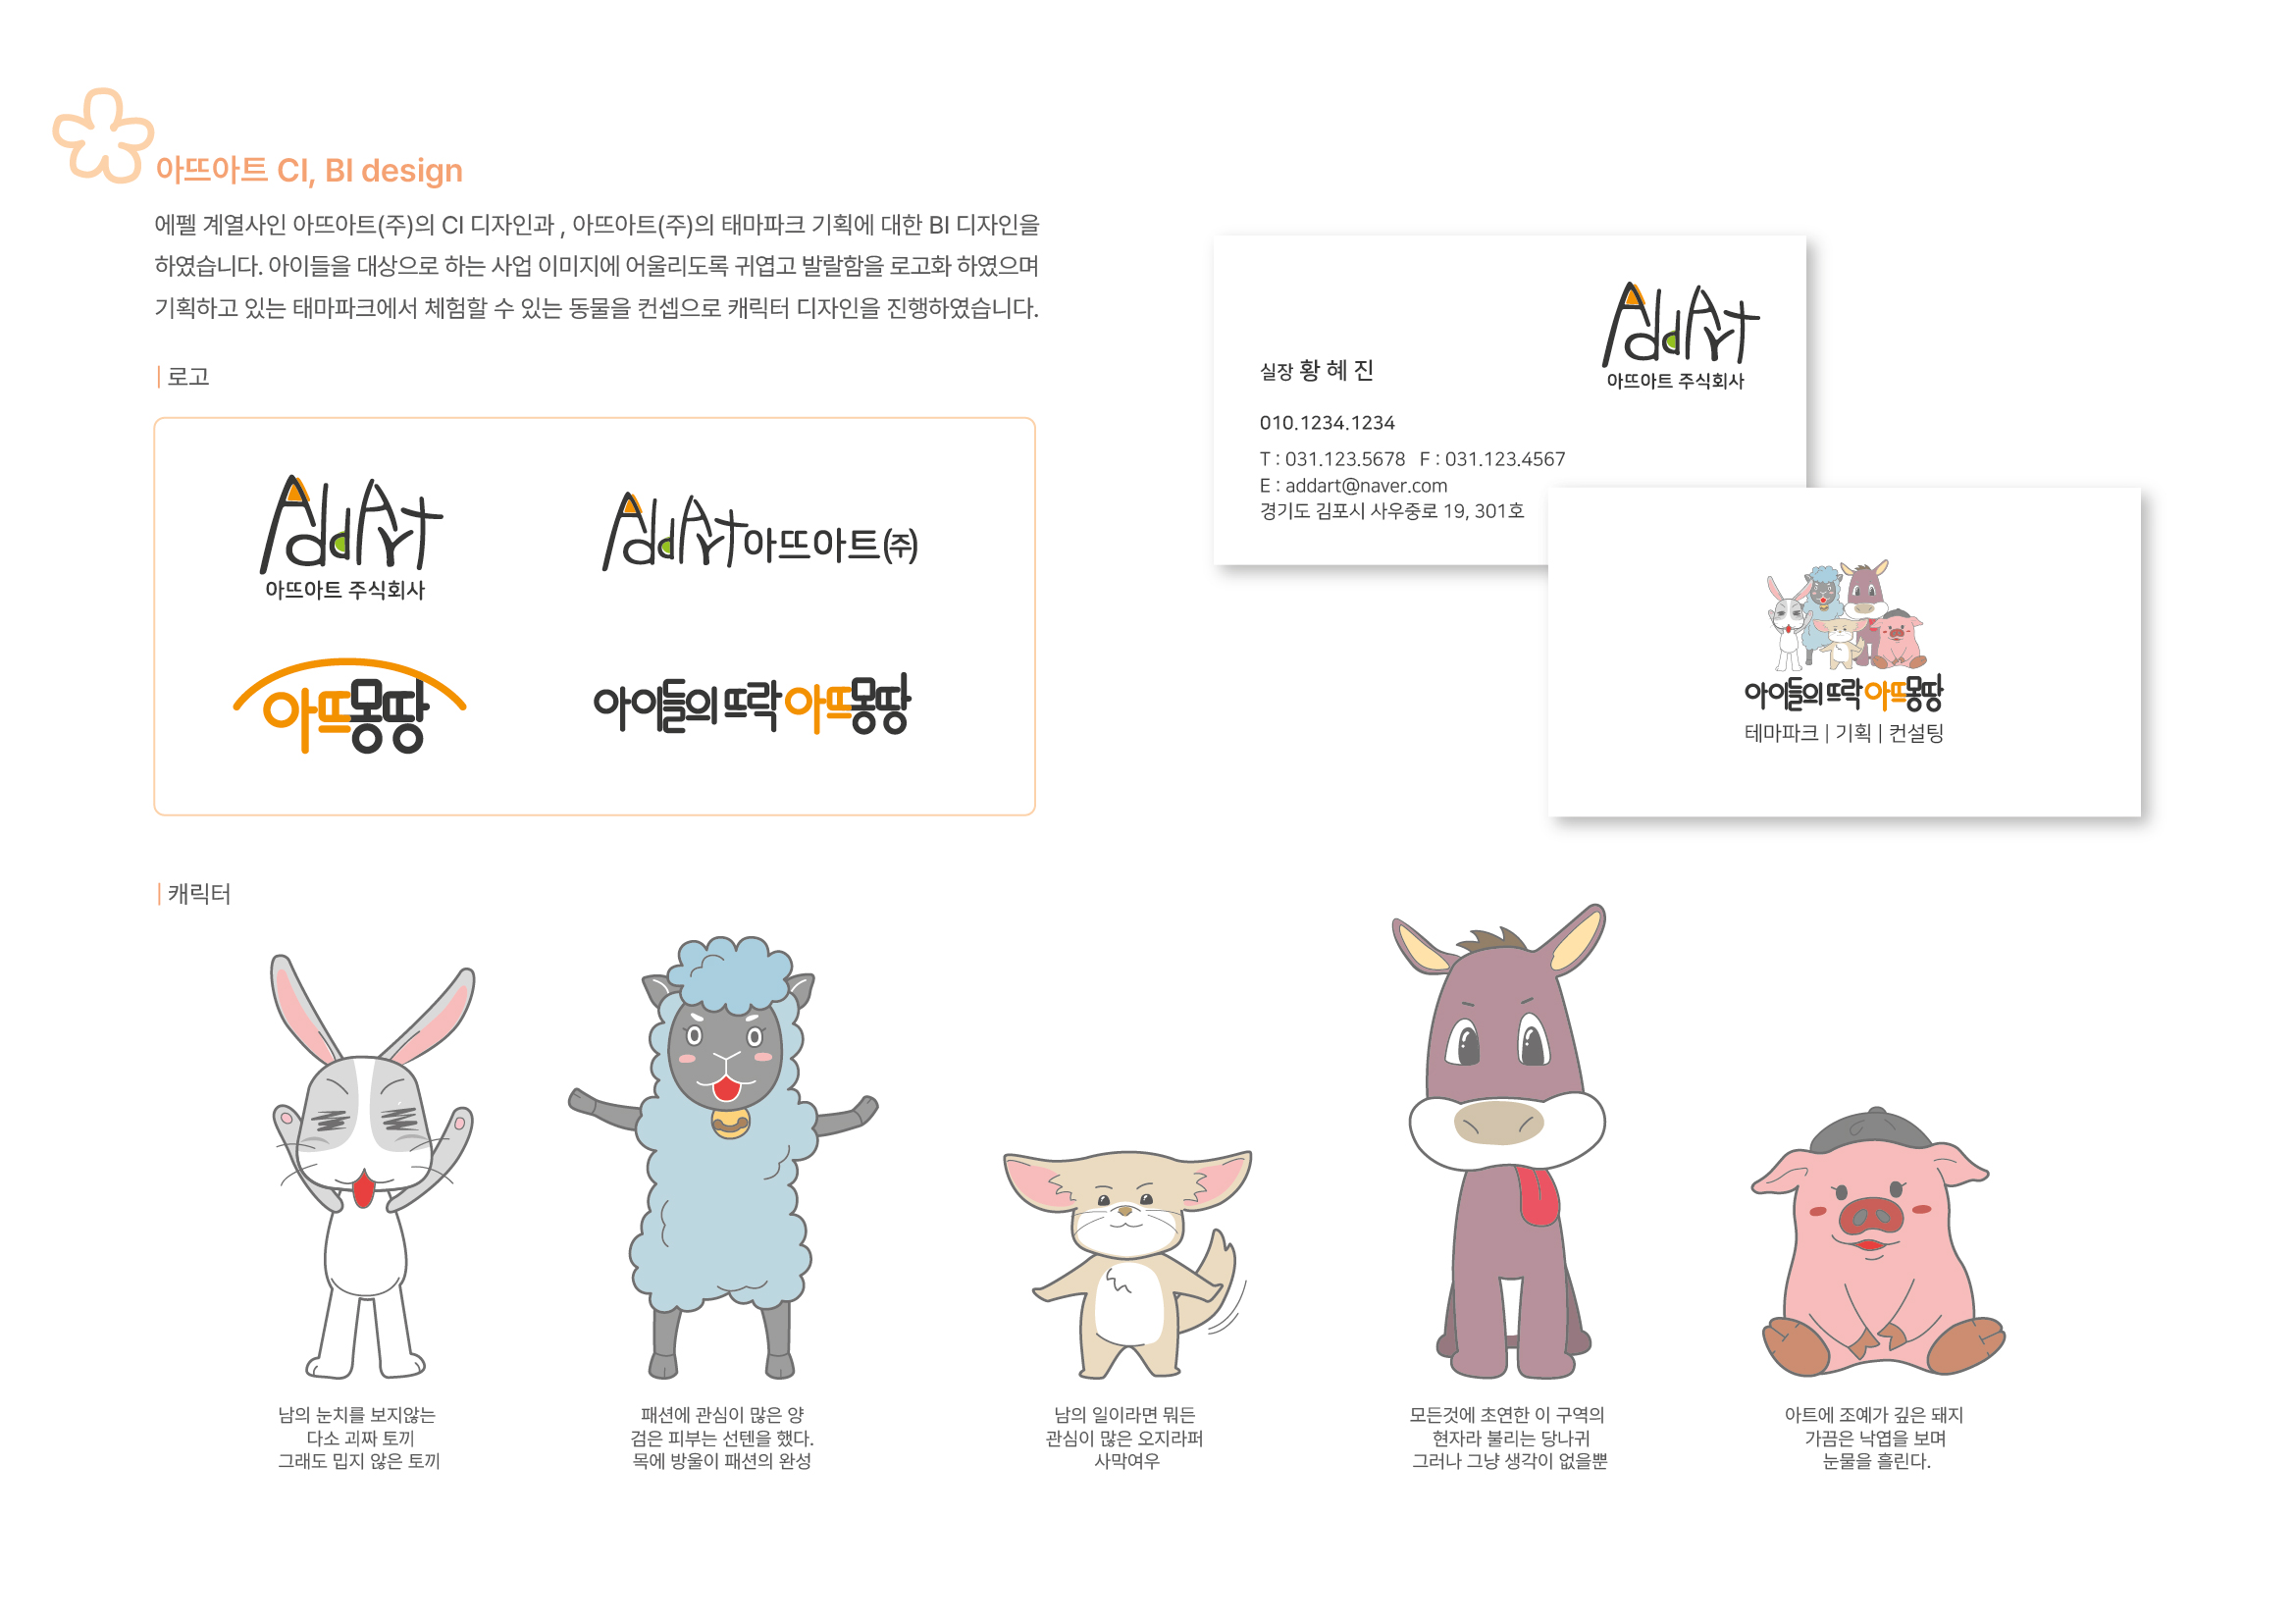 아뜨아트 CI, BI design
에펠 계열사인 아뜨아트(주)의 CI 디자인과 , 아뜨아트(주)의 태마파크 기획에 대한 BI 디자인을
하였습니다. 아이들을 대상으로 하는 사업 이미지에 어울리도록 귀엽고 발랄함을 로고화 하였으며
기획하고 있는 태마파크에서 체험할 수 있는 동물을 컨셉으로 캐릭터 디자인을 진행하였습니다.
로고
AddArt
아뜨아트 주식회사
AddArt 아뜨아트(주)
아뜨몽땅
아이들의 뜨락 아뜨몽땅
AddArt
아뜨아트 주식회사
실장 황 혜 진
010.1234.1234
T : 031.123.5678 F : 031.123.4567
E : addart@naver.com
경기도 김포시 사우중로 19, 301호
아이들의 뜨락 아뜨몽땅
테마파크 | 기획 | 컨설팅
캐릭터
남의 눈치를 보지않는
다소 괴짜 토끼
그래도 밉지 않은 토끼
패션에 관심이 많은 양
검은 피부는 선텐을 했다.
목에 방울이 패션의 완성
남의 일이라면 뭐든
관심이 많은 오지라퍼
사막여우
모든것에 초연한 이 구역의
현자라 불리는 당나귀
그러나 그냥 생각이 없을뿐
아트에 조예가 깊은 돼지
가끔은 낙엽을 보며
눈물을 흘린다.